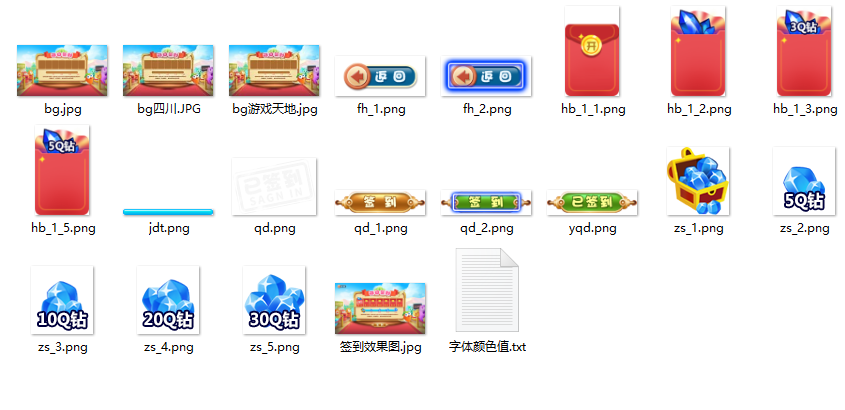 返 回
返 回
开
3Q钻
bg.jpg
bg四川.JPG
bg游戏天地.jpg
fh_1.png
fh_2.png
hb_1_1.png
hb_1_2.png
hb_1_3.png
5Q钻
已签到
SAGN IN
签 到
签 到
已签到
5Q钻
hb_1_5.png
jdt.png
qd.png
qd_1.png
qd_2.png
yqd.png
zs_1.png
zs_2.png
10Q钻
20Q钻
30Q钻
zs_3.png
zs_4.png
zs_5.png
签到效果图.jpg
字体颜色值.txt